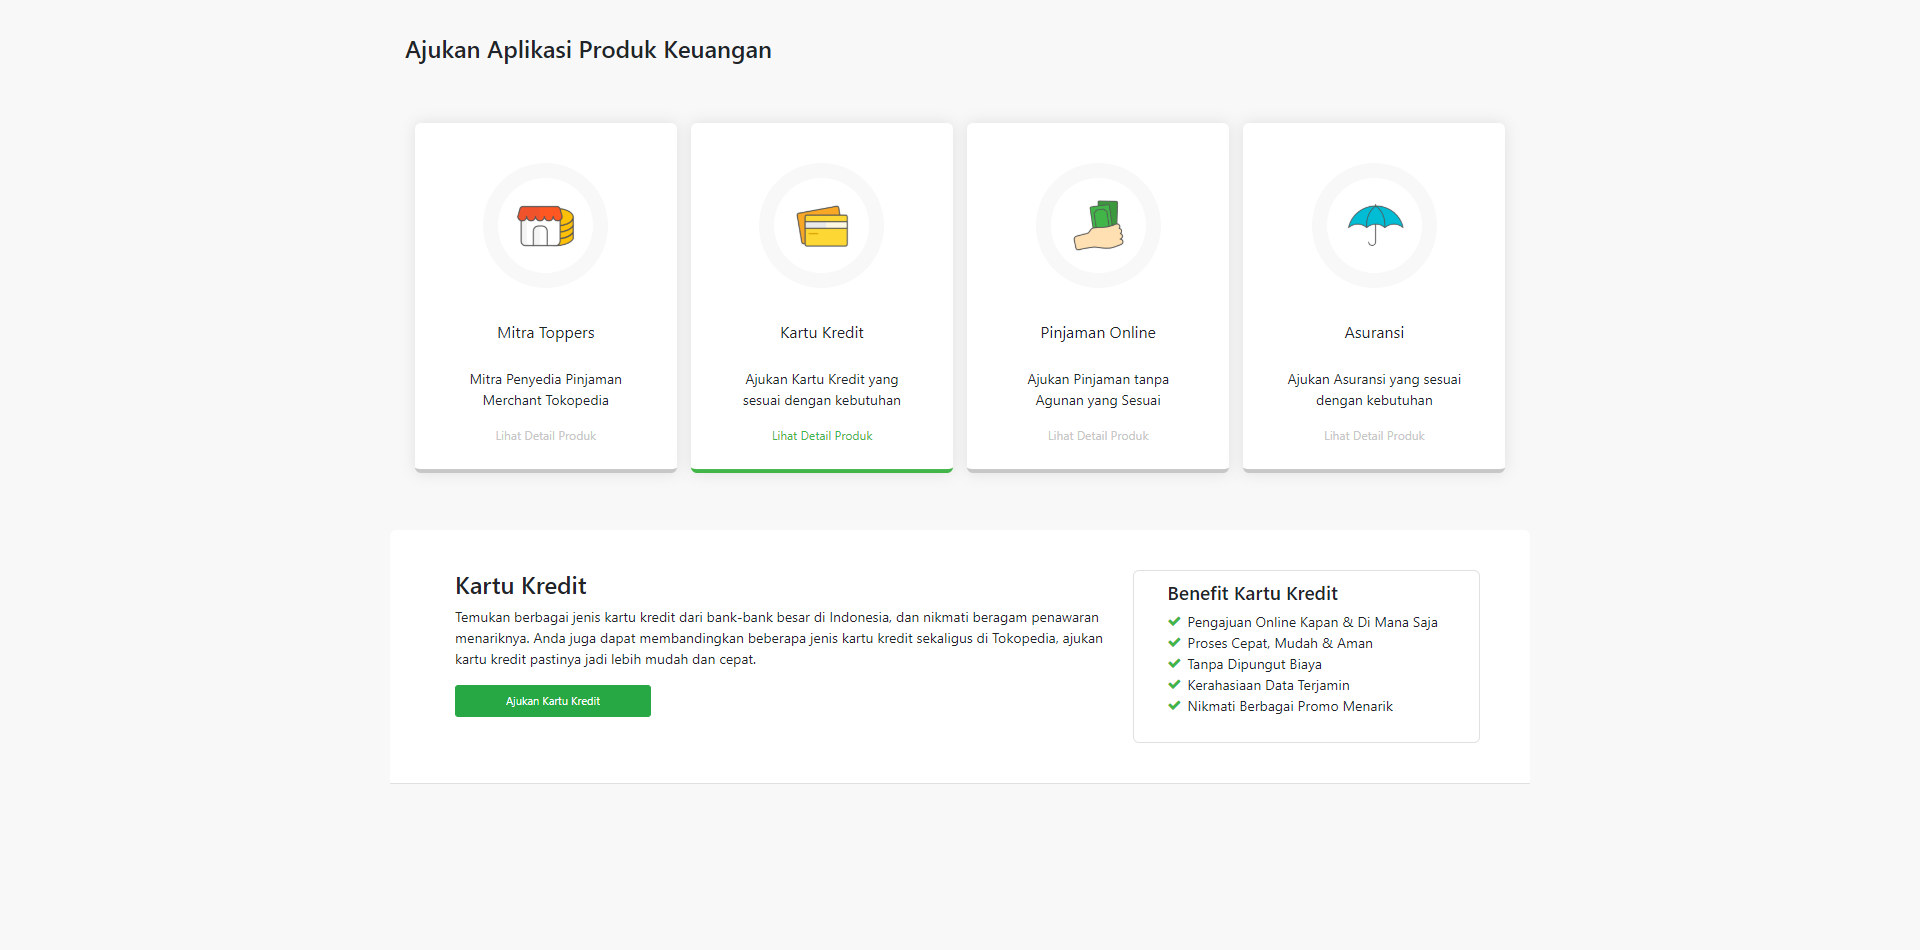 Ajukan Aplikasi Produk Keuangan
Mitra Toppers
Mitra Penyedia Pinjaman
Merchant Tokopedia
Lihat Detail Produk
Kartu Kredit
Ajukan Kartu Kredit yang
sesuai dengan kebutuhan
Lihat Detail Produk
Pinjaman Online
Ajukan Pinjaman tanpa
Agunan yang Sesuai
Lihat Detail Produk
Asuransi
Ajukan Asuransi yang sesuai
dengan kebutuhan
Lihat Detail Produk
Kartu Kredit
Temukan berbagai jenis kartu kredit dari bank-bank besar di Indonesia, dan nikmati beragam penawaran
menariknya. Anda juga dapat membandingkan beberapa jenis kartu kredit sekaligus di Tokopedia, ajukan
kartu kredit pastinya jadi lebih mudah dan cepat.
Ajukan Kartu Kredit
Benefit Kartu Kredit
Pengajuan Online Kapan & Di Mana Saja
Proses Cepat, Mudah & Aman
Tanpa Dipungut Biaya
Kerahasiaan Data Terjamin
Nikmati Berbagai Promo Menarik